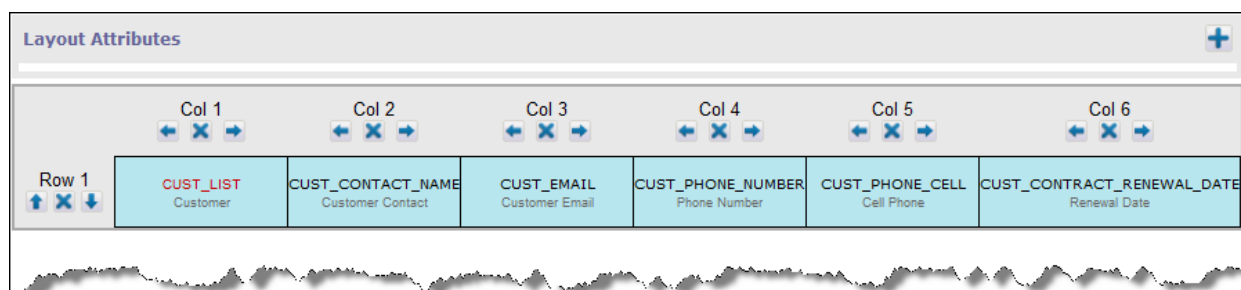 Layout Attributes
Col 1 Col 2 Col 3 Col 4 Col 5 Col 6
Row 1 CUST_LIST CUST_CONTACT_NAME CUST_EMAIL CUST_PHONE_NUMBER CUST_PHONE_CELL CUST_CONTRACT_RENEWAL_DATE
Customer Customer Contact Customer Email Phone Number Cell Phone Renewal Date